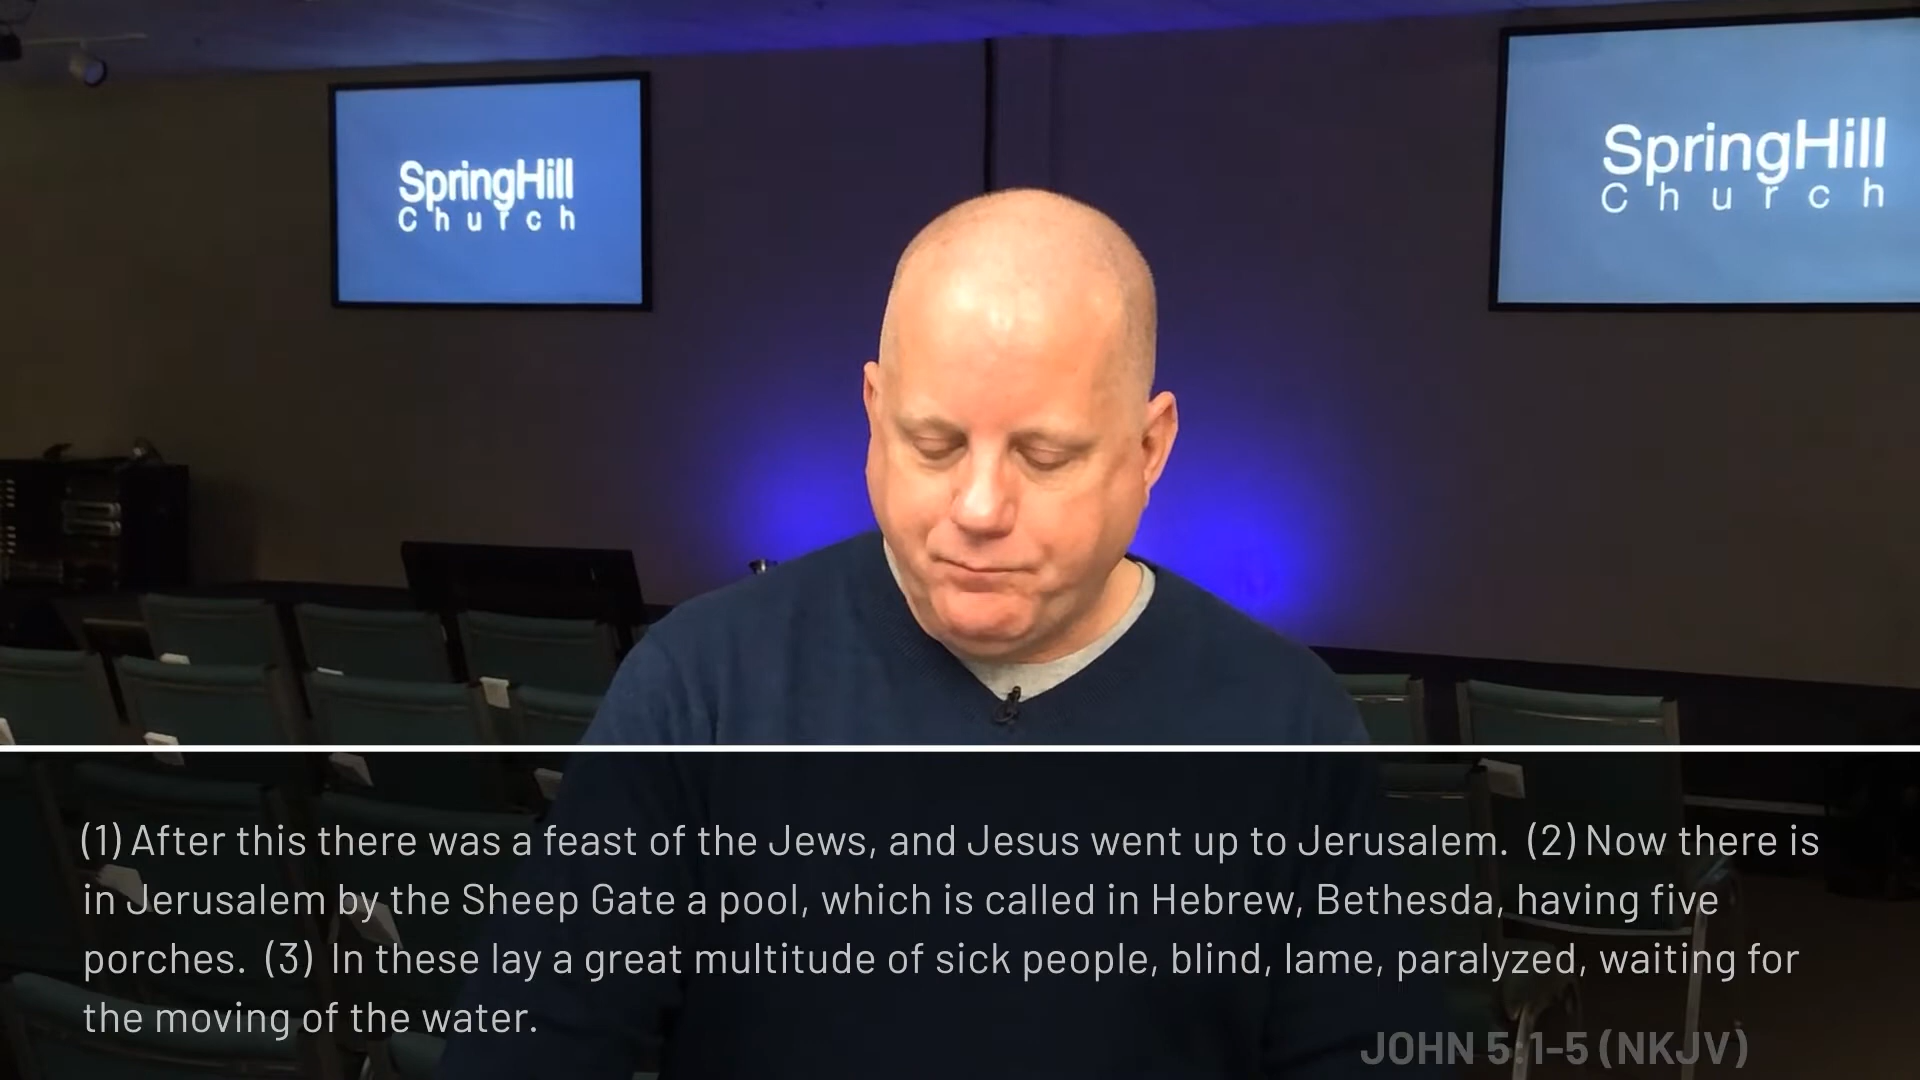 SpringHill
Church
SpringHill
Church
(1) After this there was a feast of the Jews, and Jesus went up to Jerusalem. (2) Now there is
in Jerusalem by the Sheep Gate a pool, which is called in Hebrew, Bethesda, having five
porches. (3) In these lay a great multitude of sick people, blind, lame, paralyzed, waiting for
the moving of the water.
JOHN 5:1-5 (NKJV)